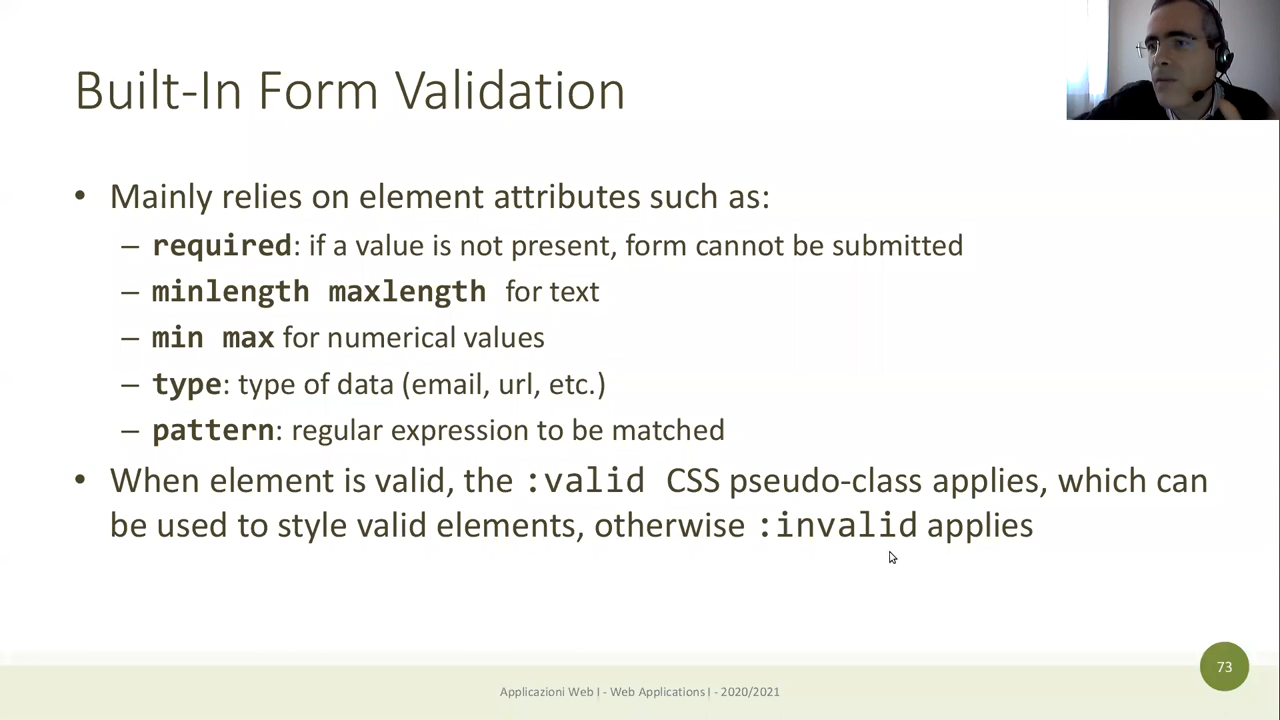 Built-In Form Validation
• Mainly relies on element attributes such as:
– required: if a value is not present, form cannot be submitted
– minlength maxlength for text
– min max for numerical values
– type: type of data (email, url, etc.)
– pattern: regular expression to be matched
• When element is valid, the :valid CSS pseudo-class applies, which can
be used to style valid elements, otherwise :invalid applies
73
Applicazioni Web I - Web Applications I - 2020/2021